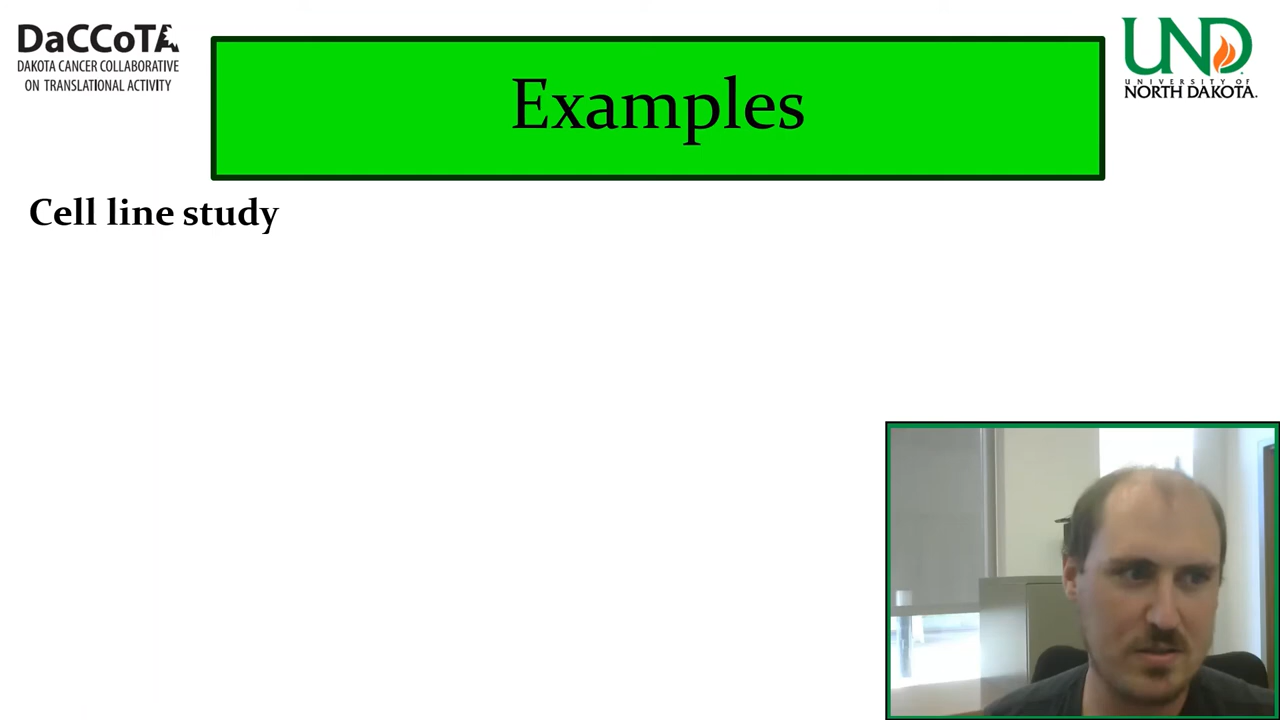 DaCCoTA
DAKOTA CANCER COLLABORATIVE
ON TRANSLATIONAL ACTIVITY
Examples
UND
UNIVERSITY OF
NORTH DAKOTA.
Cell line study